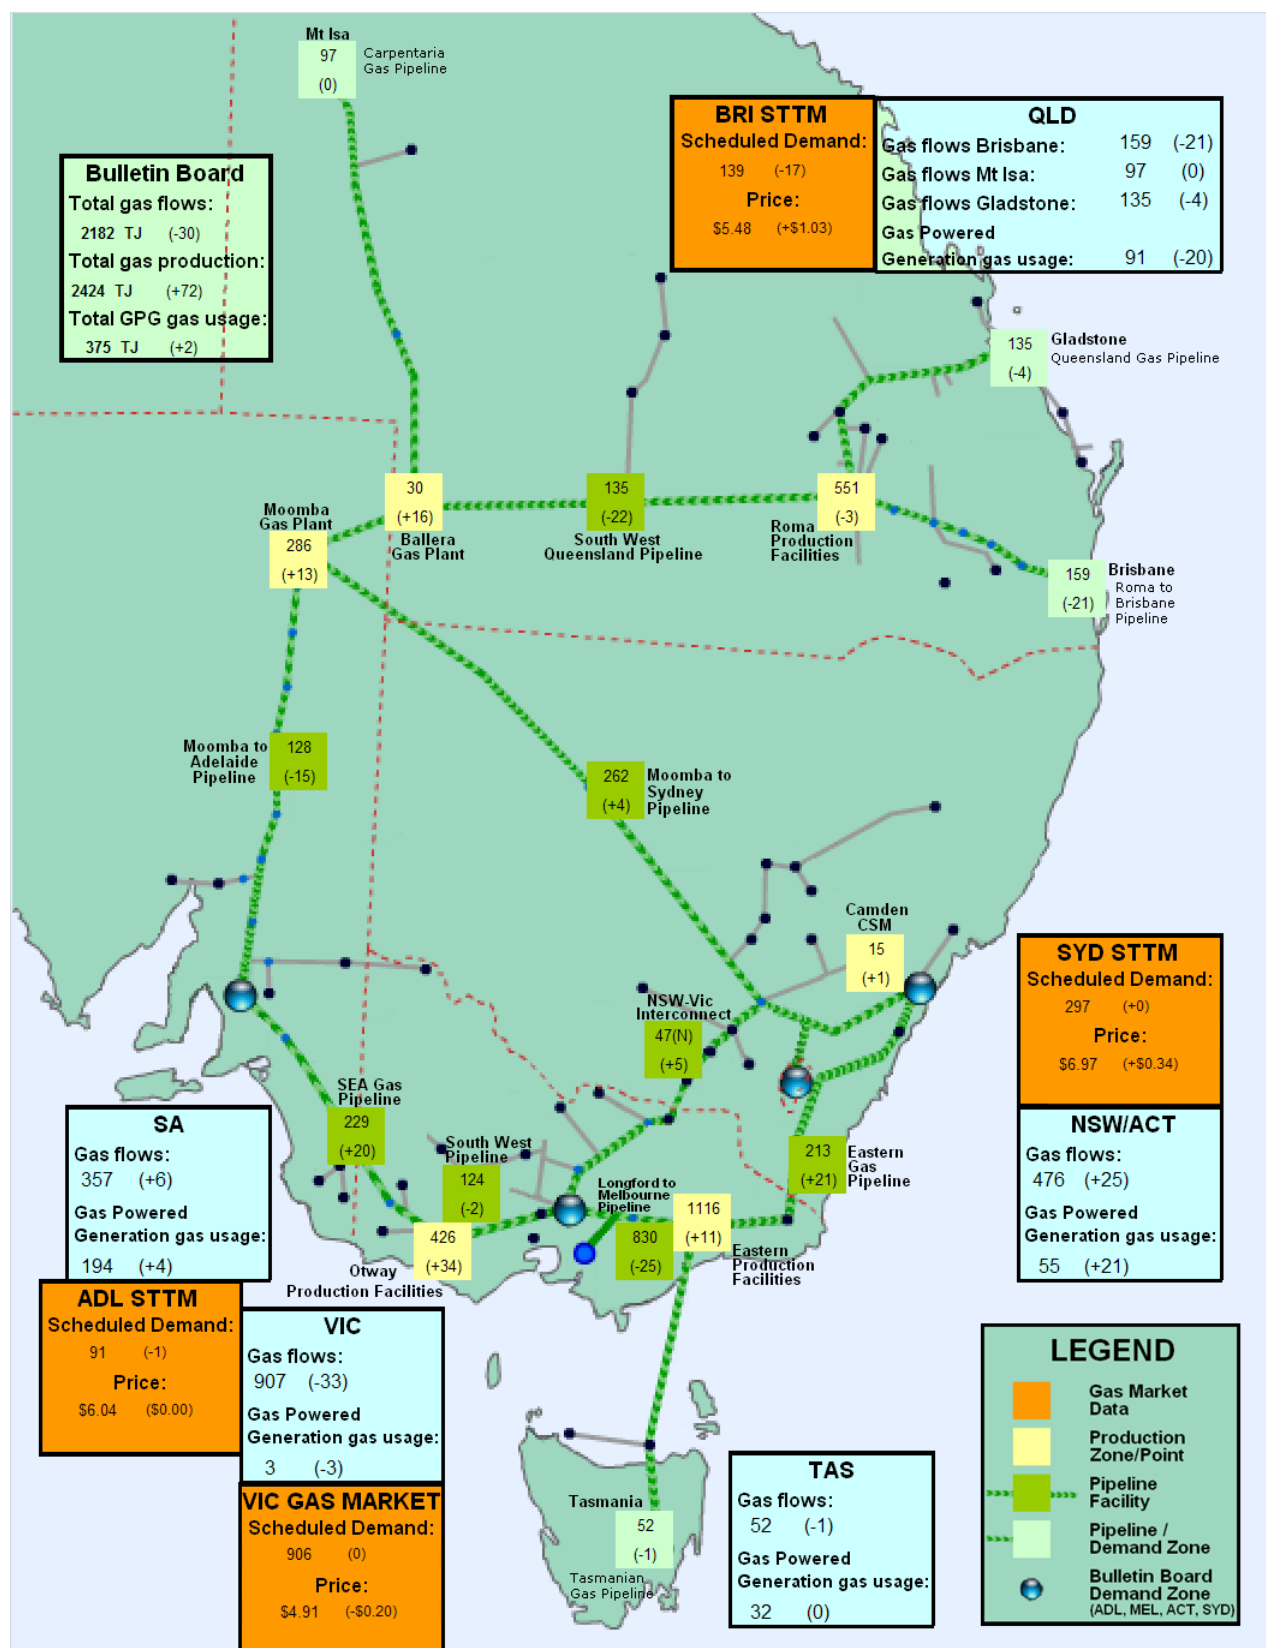 Mt Isa
97
(0)
Carpentaria
Gas Pipeline
BRI STTM
Scheduled Demand:
139 (-17)
Price:
$5.48 (+$1.03)
QLD
Gas flows Brisbane: 159 (-21)
Gas flows Mt Isa: 97 (0)
Gas flows Gladstone: 135 (-4)
Gas Powered
Generation gas usage: 91 (-20)
Bulletin Board
Total gas flows:
2182 TJ (-30)
Total gas production:
2424 TJ (+72)
Total GPG gas usage:
375 TJ (+2)
135
(-4)
Gladstone
Queensland Gas Pipeline
30
(+16)
Ballera
Gas Plant
135
(-22)
South West
Queensland Pipeline
551
(-3)
Roma
Production
Facilities
Moomba
Gas Plant
286
(+13)
159
(-21)
Brisbane
Roma to
Brisbane
Pipeline
Moomba to
Adelaide
Pipeline
128
(-15)
262
(+4)
Moomba to
Sydney
Pipeline
Camden
CSM
15
(+1)
SYD STTM
Scheduled Demand:
297 (+0)
Price:
$6.97 (+$0.34)
NSW-Vic
Interconnect
47(N)
(+5)
SEA Gas
Pipeline
229
(+20)
SA
Gas flows:
357 (+6)
Gas Powered
Generation gas usage:
194 (+4)
South West
Pipeline
124
(-2)
Longford to
Melbourne
Pipeline
830
(-25)
213
(+21)
Eastern
Gas
Pipeline
NSW/ACT
Gas flows:
476 (+25)
Gas Powered
Generation gas usage:
55 (+21)
426
(+34)
Otway
Production Facilities
1116
(+11)
Eastern
Production
Facilities
ADL STTM
Scheduled Demand:
91 (-1)
Price:
$6.04 ($0.00)
VIC
Gas flows:
907 (-33)
Gas Powered
Generation gas usage:
3 (-3)
VIC GAS MARKET
Scheduled Demand:
906 (0)
Price:
$4.91 (-$0.20)
Tasmania
52
(-1)
Tasmanian
Gas Pipeline
TAS
Gas flows:
52 (-1)
Gas Powered
Generation gas usage:
32 (0)
LEGEND
Gas Market
Data
Production
Zone/Point
Pipeline
Facility
Pipeline /
Demand Zone
Bulletin Board
Demand Zone
(ADL, MEL, ACT, SYD)